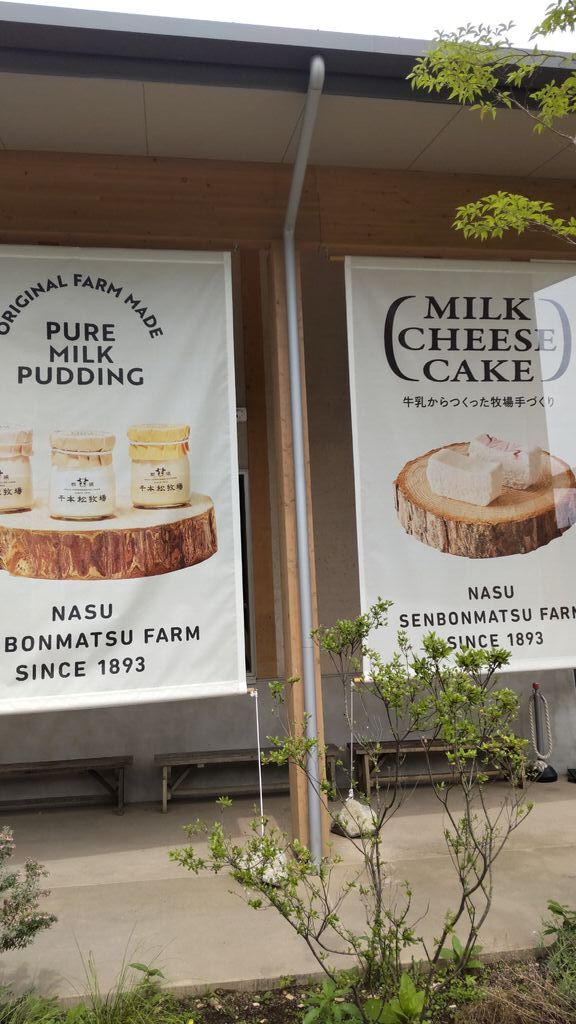 ORIGINAL FARM MADE
PURE
MILK
PUDDING
千本松牧場
千本松牧場
NASU
BONMATSU FARM
SINCE 1893
MILK
CHEESE
CAKE
牛乳からつくった牧場手づくり
NASU
SENBONMATSU FARM
SINCE 1893